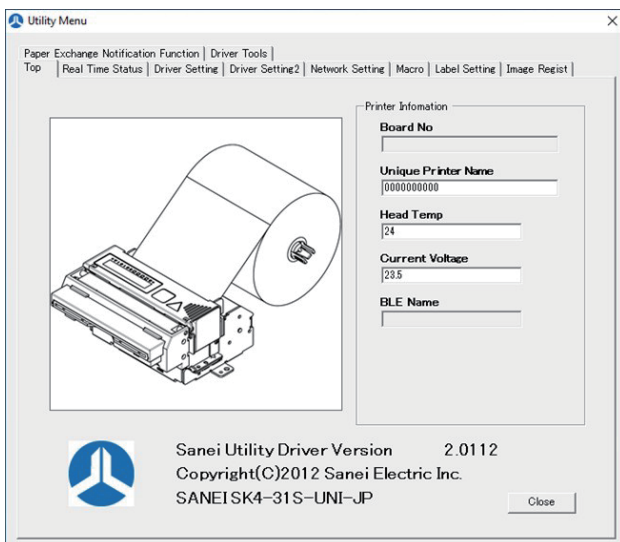 Utility Menu
Paper Exchange Notification Function
Driver Tools
Top
Real Time Status
Driver Setting
Driver Setting2
Network Setting
Macro
Label Setting
Image Regist
Printer Infomation
Board No
Unique Printer Name
0000000000
Head Temp
24
Current Voltage
23.5
BLE Name
Sanei Utility Driver Version 2.0112
Copyright(C)2012 Sanei Electric Inc.
SANEI SK4-31S-UNI-JP
Close